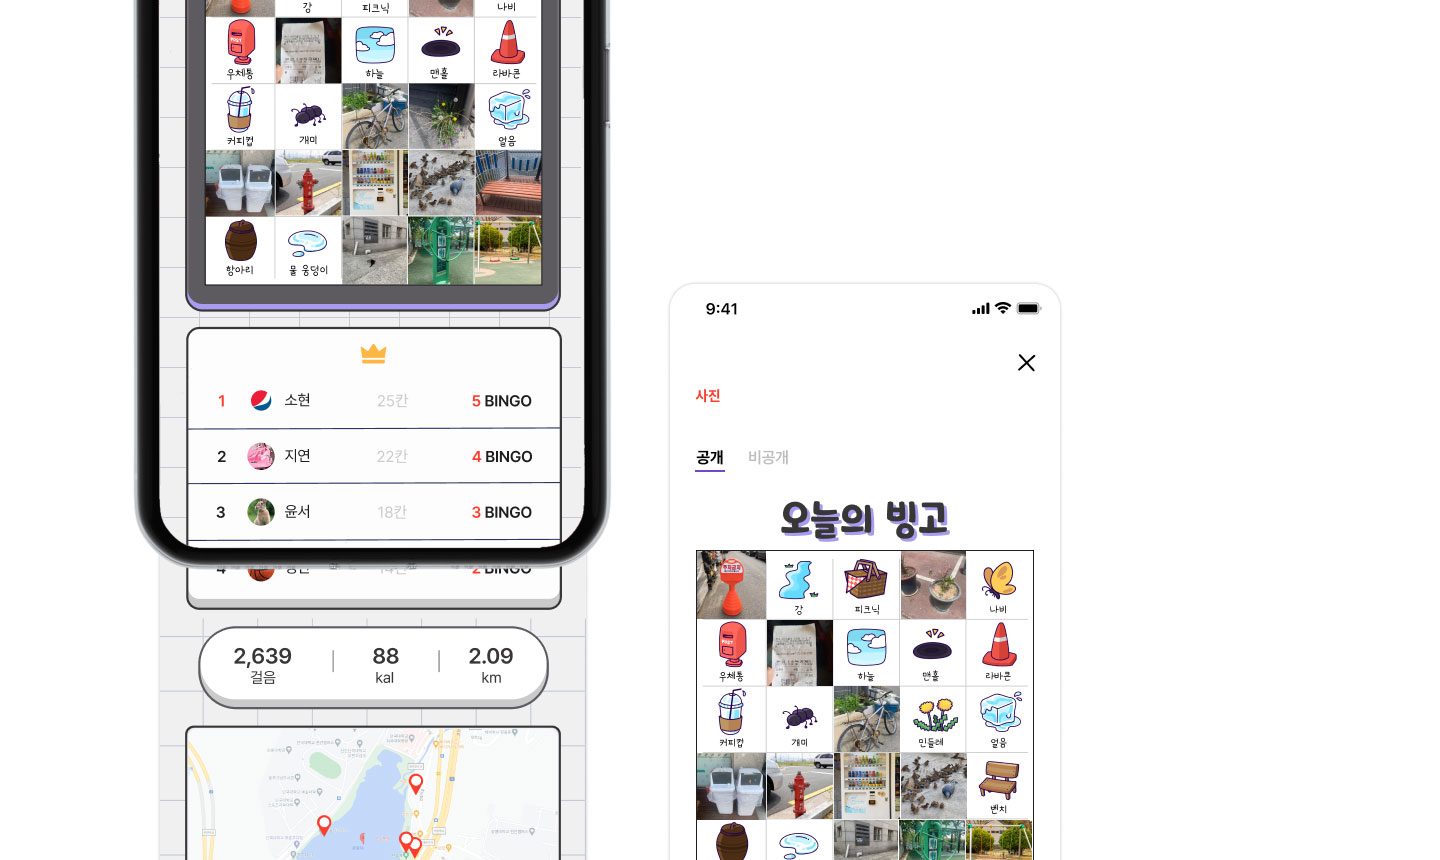 강 피크닉 나비
우체통 하늘 맨홀 라바콘
커피컵 개미 얼음
항아리 물 웅덩이
1 소현 25칸 5 BINGO
2 지연 22칸 4 BINGO
3 윤서 18칸 3 BINGO
4 2 BINGO
2,639 88 2.09
걸음 kal km
9:41
사진
공개 비공개
오늘의 빙고
강 피크닉 나비
POST
우체통 하늘 맨홀 라바콘
커피컵 개미 민들레 얼음
벤치